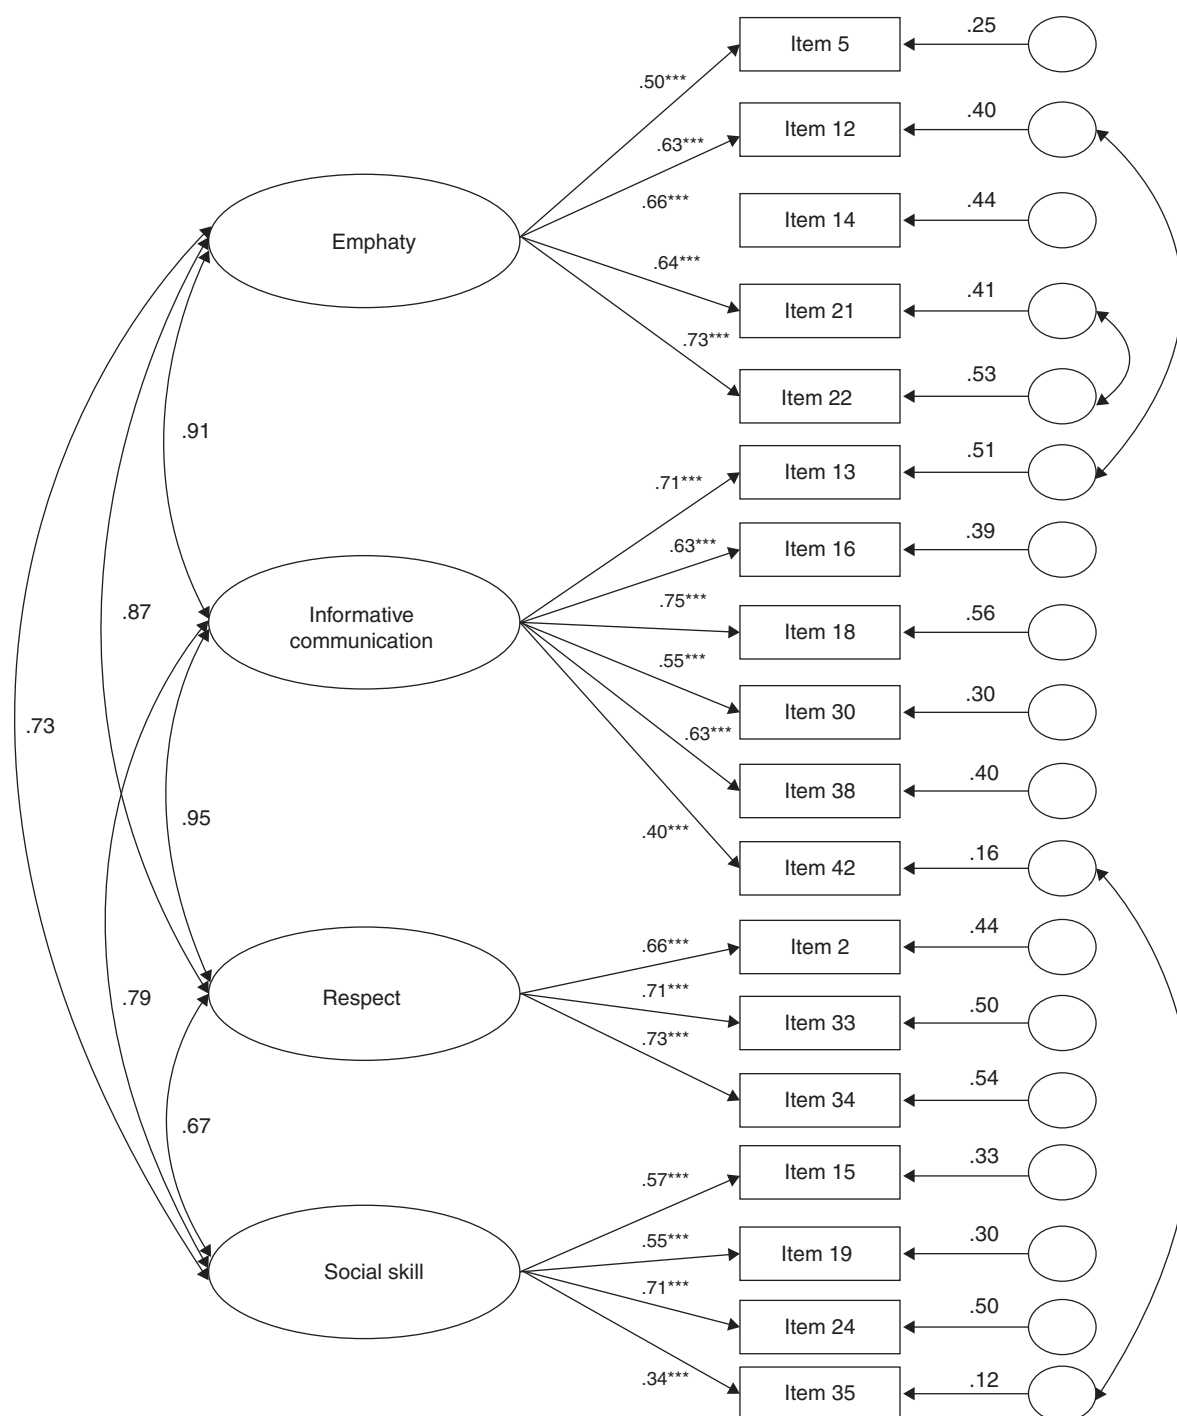 Item 5
.25
.50***
Item 12
.40
.63***
.66***
Item 14
.44
Emphaty
.64***
Item 21
.41
.73***
Item 22
.53
.91
.71***
Item 13
.51
.63***
Item 16
.39
.87
.75***
Item 18
.56
Informative
communication
.55***
Item 30
.30
.73
.63***
Item 38
.40
.95
.40***
Item 42
.16
.66***
Item 2
.44
.79
Respect
.71***
Item 33
.50
.73***
Item 34
.54
.67
.57***
Item 15
.33
.55***
Item 19
.30
Social skill
.71***
Item 24
.50
.34***
Item 35
.12